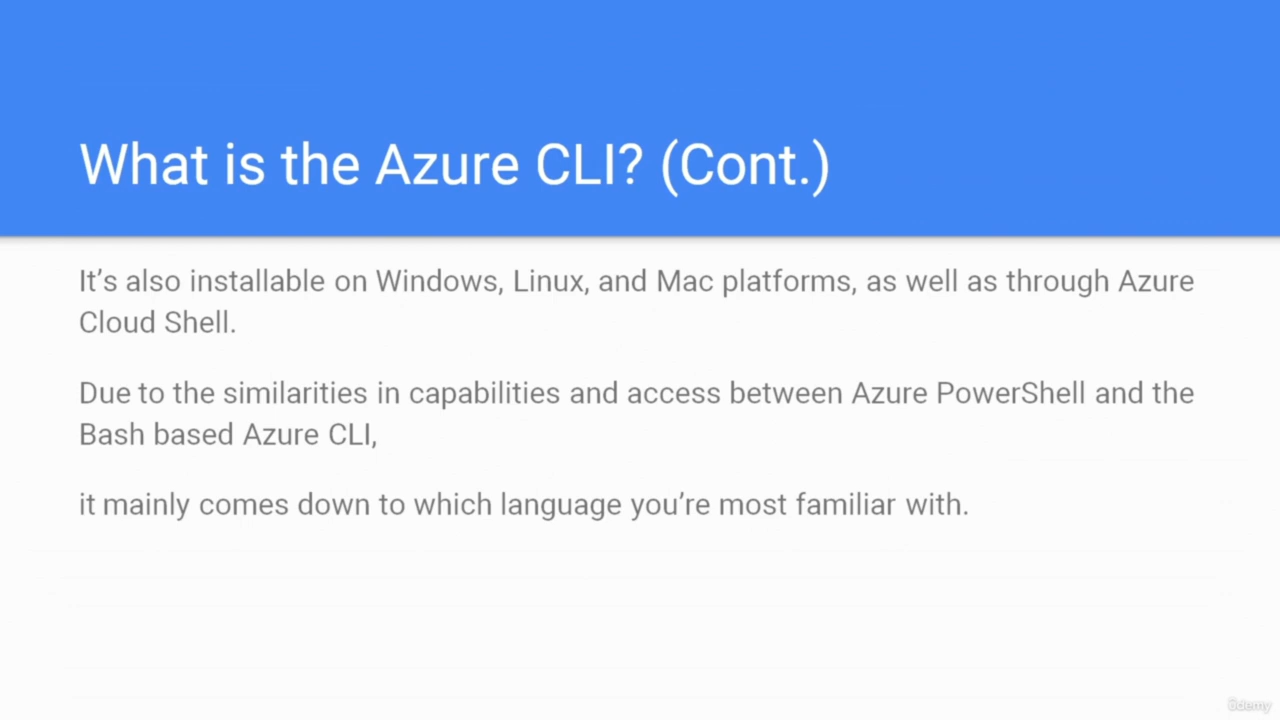 What is the Azure CLI? (Cont.)
It’s also installable on Windows, Linux, and Mac platforms, as well as through Azure
Cloud Shell.
Due to the similarities in capabilities and access between Azure PowerShell and the
Bash based Azure CLI,
it mainly comes down to which language you’re most familiar with.
ûdemy